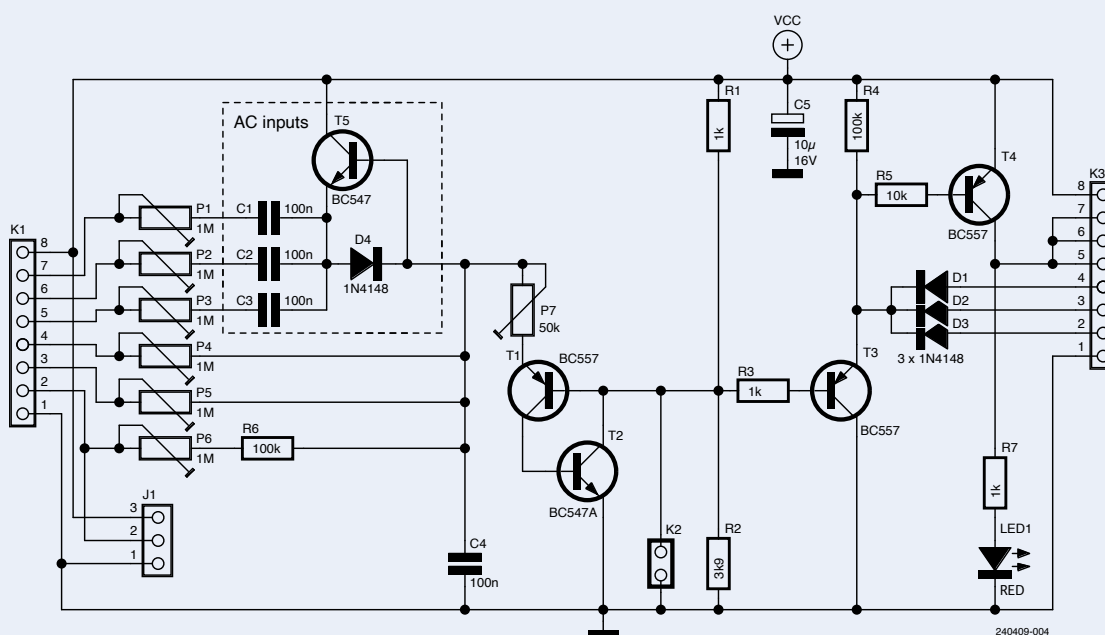 VCC
AC inputs
T5
BC547
R1
1k
C5
10µ
16V
R4
100k
R5
10k
T4
BC557
K3
8
7
6
5
4
3
2
1
K1
8
7
6
5
4
3
2
1
P1
1M
C1
100n
P2
1M
C2
100n
P3
1M
C3
100n
D4
1N4148
P4
1M
P5
1M
P6
1M
R6
100k
P7
50k
T1
BC557
T2
BC547A
R3
1k
T3
BC557
D1
D2
D3
3 x 1N4148
J1
3
2
1
C4
100n
K2
R2
3k9
R7
1k
LED1
RED
240409-004